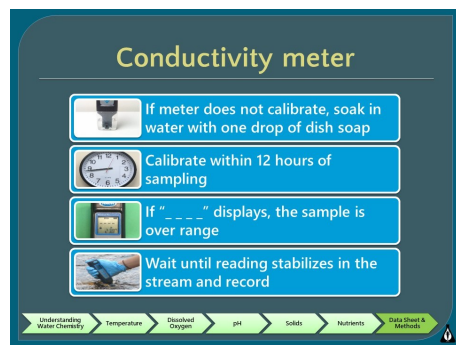 Conductivity meter
If meter does not calibrate, soak in
water with one drop of dish soap
Calibrate within 12 hours of
sampling
If "_ _ _ _" displays, the sample is
over range
Wait until reading stabilizes in the
stream and record
Understanding
Water Chemistry
Temperature
Dissolved
Oxygen
pH
Solids
Nutrients
Data Sheet &
Methods